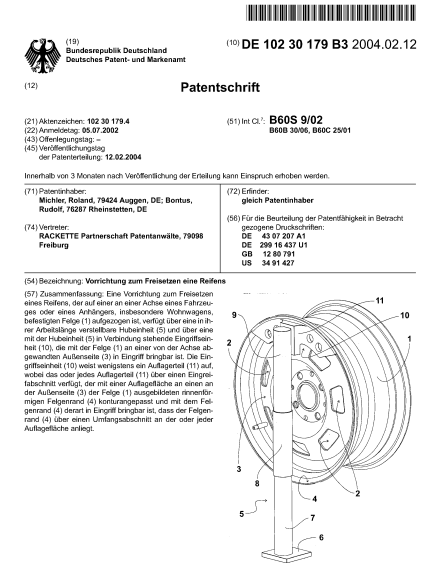 (19)
Bundesrepublik Deutschland
Deutsches Patent- und Markenamt
(10) DE 102 30 179 B3 2004.02.12
(12)
Patentschrift
(21) Aktenzeichen: 102 30 179.4
(22) Anmeldetag: 05.07.2002
(43) Offenlegungstag: –
(45) Veröffentlichungstag
der Patenterteilung: 12.02.2004
(51) Int Cl.7: B60S 9/02
B60B 30/06, B60C 25/01
Innerhalb von 3 Monaten nach Veröffentlichung der Erteilung kann Einspruch erhoben werden.
(71) Patentinhaber:
Michler, Roland, 79424 Auggen, DE; Bontus,
Rudolf, 76287 Rheinstetten, DE
(74) Vertreter:
RACKETTE Partnerschaft Patentanwälte, 79098
Freiburg
(72) Erfinder:
gleich Patentinhaber
(56) Für die Beurteilung der Patentfähigkeit in Betracht
gezogene Druckschriften:
DE 43 07 207 A1
DE 299 16 437 U1
GB 12 80 791
US 34 91 427
(54) Bezeichnung: Vorrichtung zum Freisetzen eine Reifens
(57) Zusammenfassung: Eine Vorrichtung zum Freisetzen
eines Reifens, der auf einer an einer Achse eines Fahrzeu-
ges oder eines Anhängers, insbesondere Wohnwagens,
befestigten Felge (1) aufgezogen ist, verfügt über eine in ih-
rer Arbeitslänge verstellbare Hubeinheit (5) und über eine
mit der Hubeinheit (5) in Verbindung stehende Eingriffsein-
heit (10), die mit der Felge (1) an einer von der Achse ab-
gewandten Außenseite (3) in Eingriff bringbar ist. Die Ein-
griffseinheit (10) weist wenigstens ein Auflagerteil (11) auf,
wobei das oder jedes Auflagerteil (11) über einen Eingrei-
fabschnitt verfügt, der mit einer Auflagefläche an einen an
der Außenseite (3) der Felge (1) ausgebildeten rinnenför-
migen Felgenrand (4) konturangepasst und mit dem Fel-
genrand (4) derart in Eingriff bringbar ist, dass der Felgen-
rand (4) über einen Umfangsabschnitt an der oder jeder
Auflagefläche anliegt.
11
10
9
1
2
3
8
4
2
5
7
6